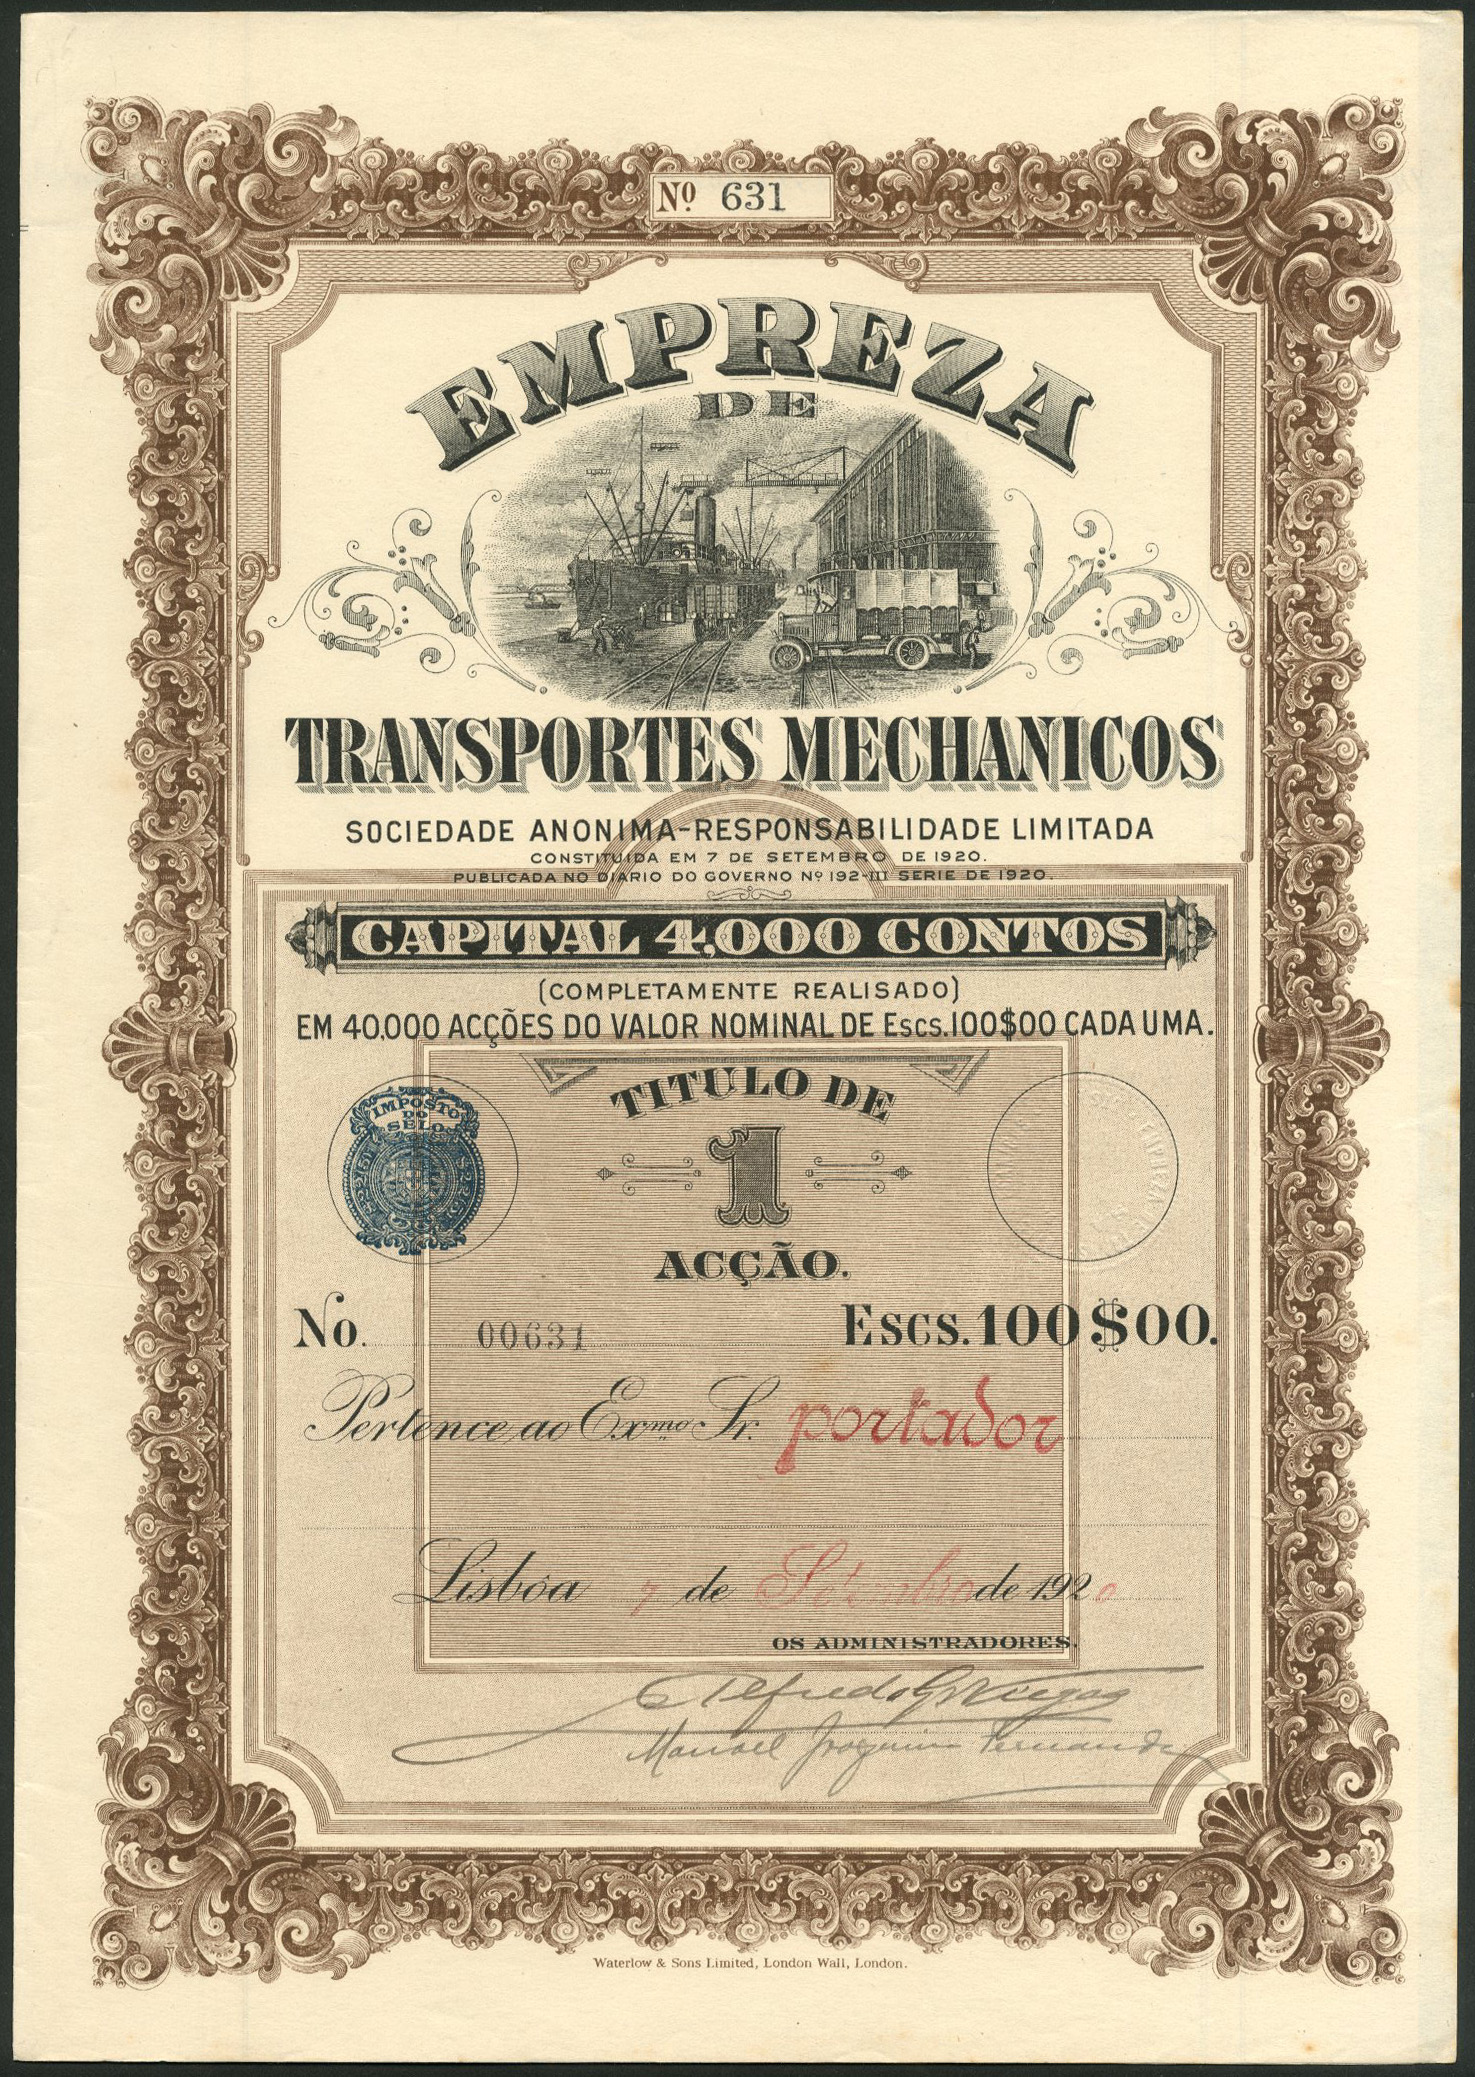 No. 631
EMPREZA
DE
TRANSPORTES MECHANICOS
SOCIEDADE ANONIMA-RESPONSABILIDADE LIMITADA
CONSTITUIDA EM 7 DE SETEMBRO DE 1920.
PUBLICADA NO DIARIO DO GOVERNO No. 192-III SERIE DE 1920.
CAPITAL 4,000 CONTOS
(COMPLETAMENTE REALISADO)
EM 40,000 ACÇÕES DO VALOR NOMINAL DE Escs. 100$00 CADA UMA.
IMPOSTO
DO
SELO
TITULO DE
1
ACÇÃO.
No. 00631 Escs. 100$00.
Pertence ao Exmo. Sr. portador
Lisbôa 7 de Setembro de 1920
OS ADMINISTRADORES.
Manoel Joaquim Fernandes
Waterlow & Sons Limited, London Wall, London.